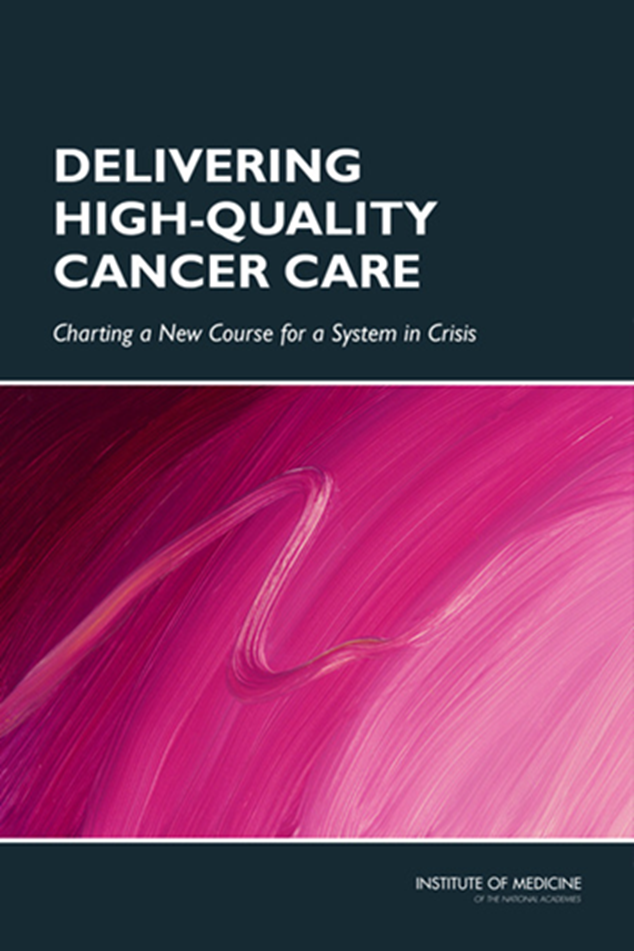 DELIVERING
HIGH-QUALITY
CANCER CARE
Charting a New Course for a System in Crisis
INSTITUTE OF MEDICINE
OF THE NATIONAL ACADEMIES